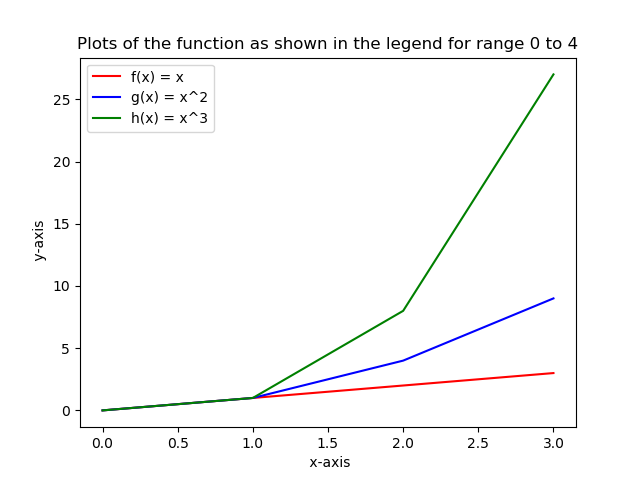 Plots of the function as shown in the legend for range 0 to 4
f(x) = x
g(x) = x^2
h(x) = x^3
25
20
15
10
5
0
y-axis
0.0 0.5 1.0 1.5 2.0 2.5 3.0
x-axis